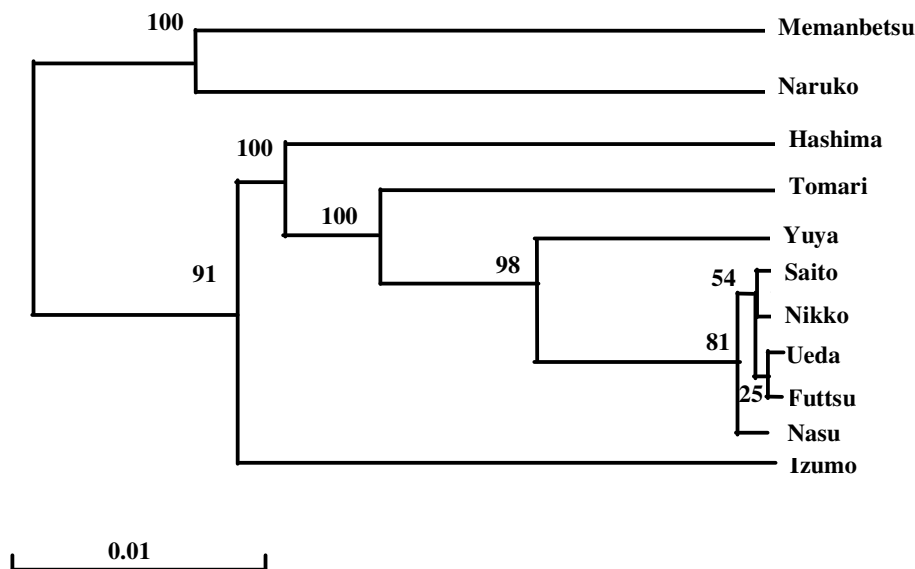 100
Memanbetsu
Naruko
100
Hashima
Tomari
100
Yuya
98
91
Saito
54
Nikko
81
Ueda
25
Futtsu
Nasu
Izumo
0.01